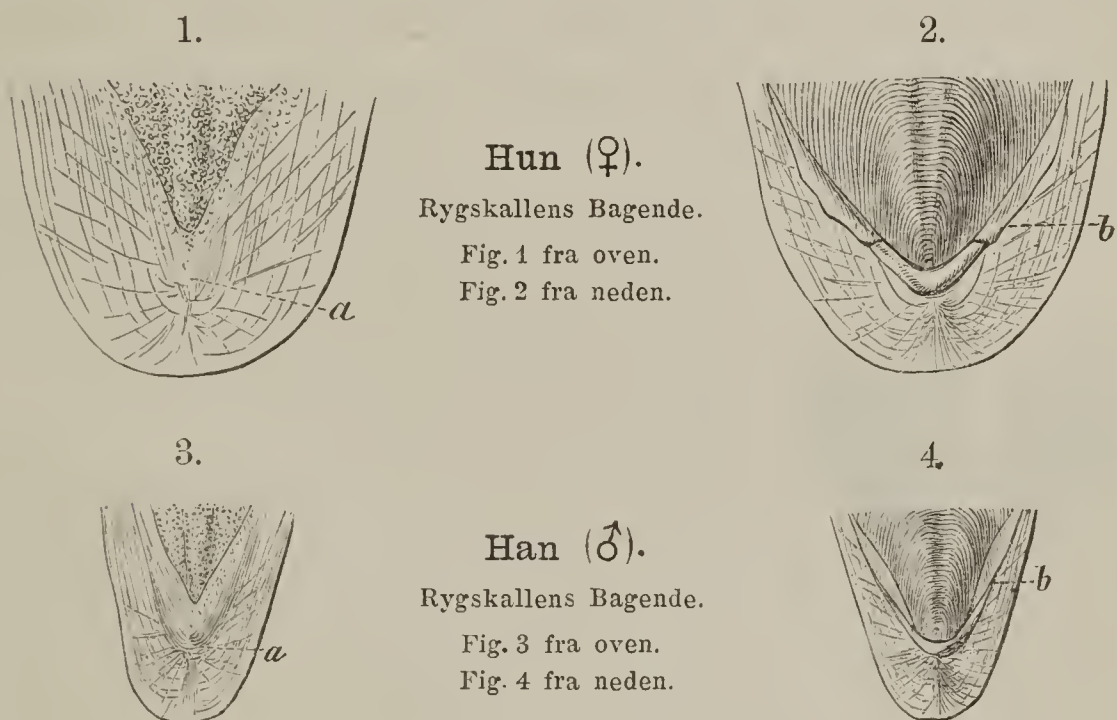 1.
2.
Hun (♀).
Rygskallens Bagende.
Fig. 1 fra oven.
Fig. 2 fra neden.
a
b
3.
4.
Han (♂).
Rygskallens Bagende.
Fig. 3 fra oven.
Fig. 4 fra neden.
a
b